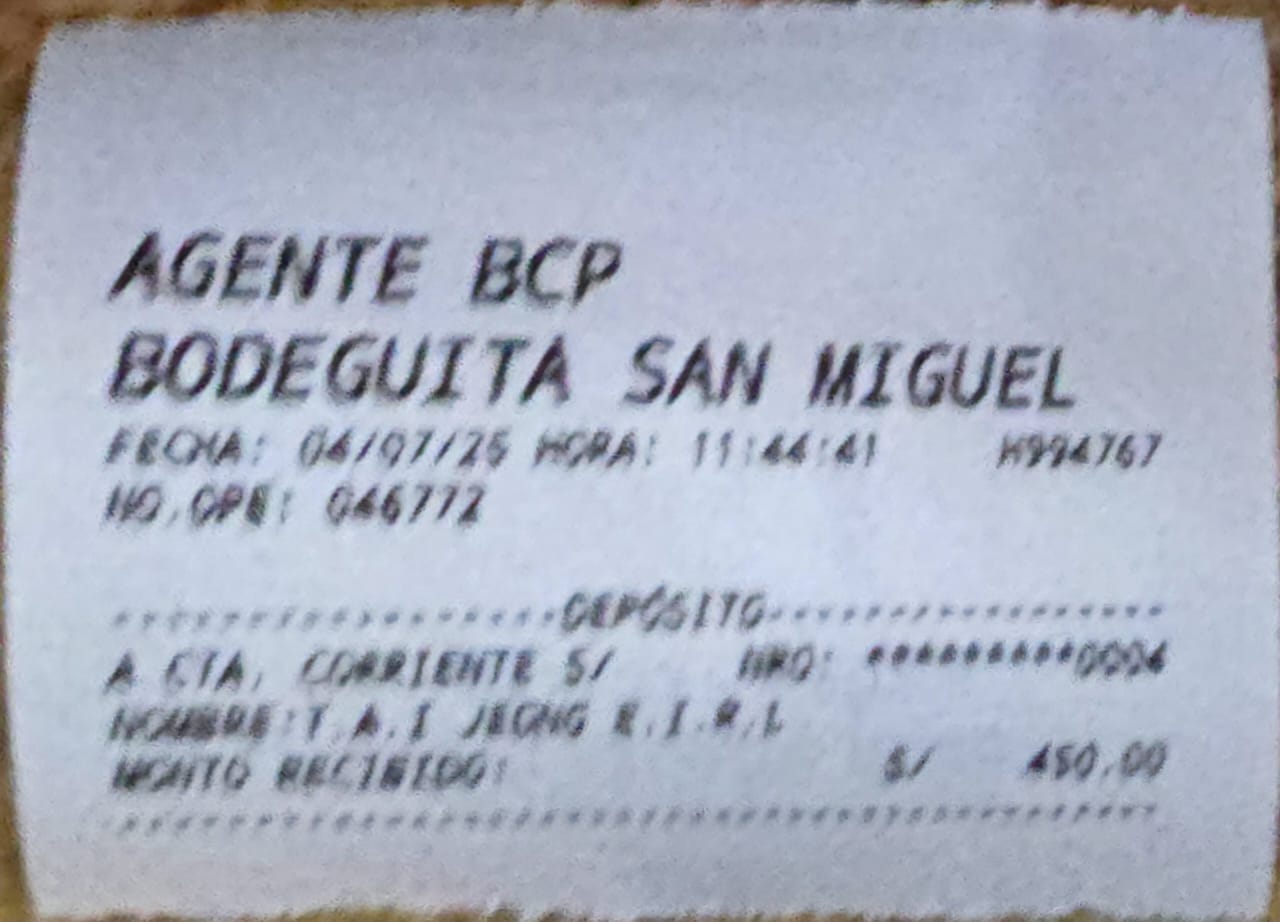 AGENTE BCP
BODEGUITA SAN MIGUEL
FECHA: 04/07/25 HORA: 11:44:41 H994767
NO.OPE: 046772
-----------------DEPÓSITO-----------------
A CTA. CORRIENTE S/ NRO: *********0004
NOMBRE:T.A.I JEONG E.I.R.L
MONTO RECIBIDO: S/ 450.00